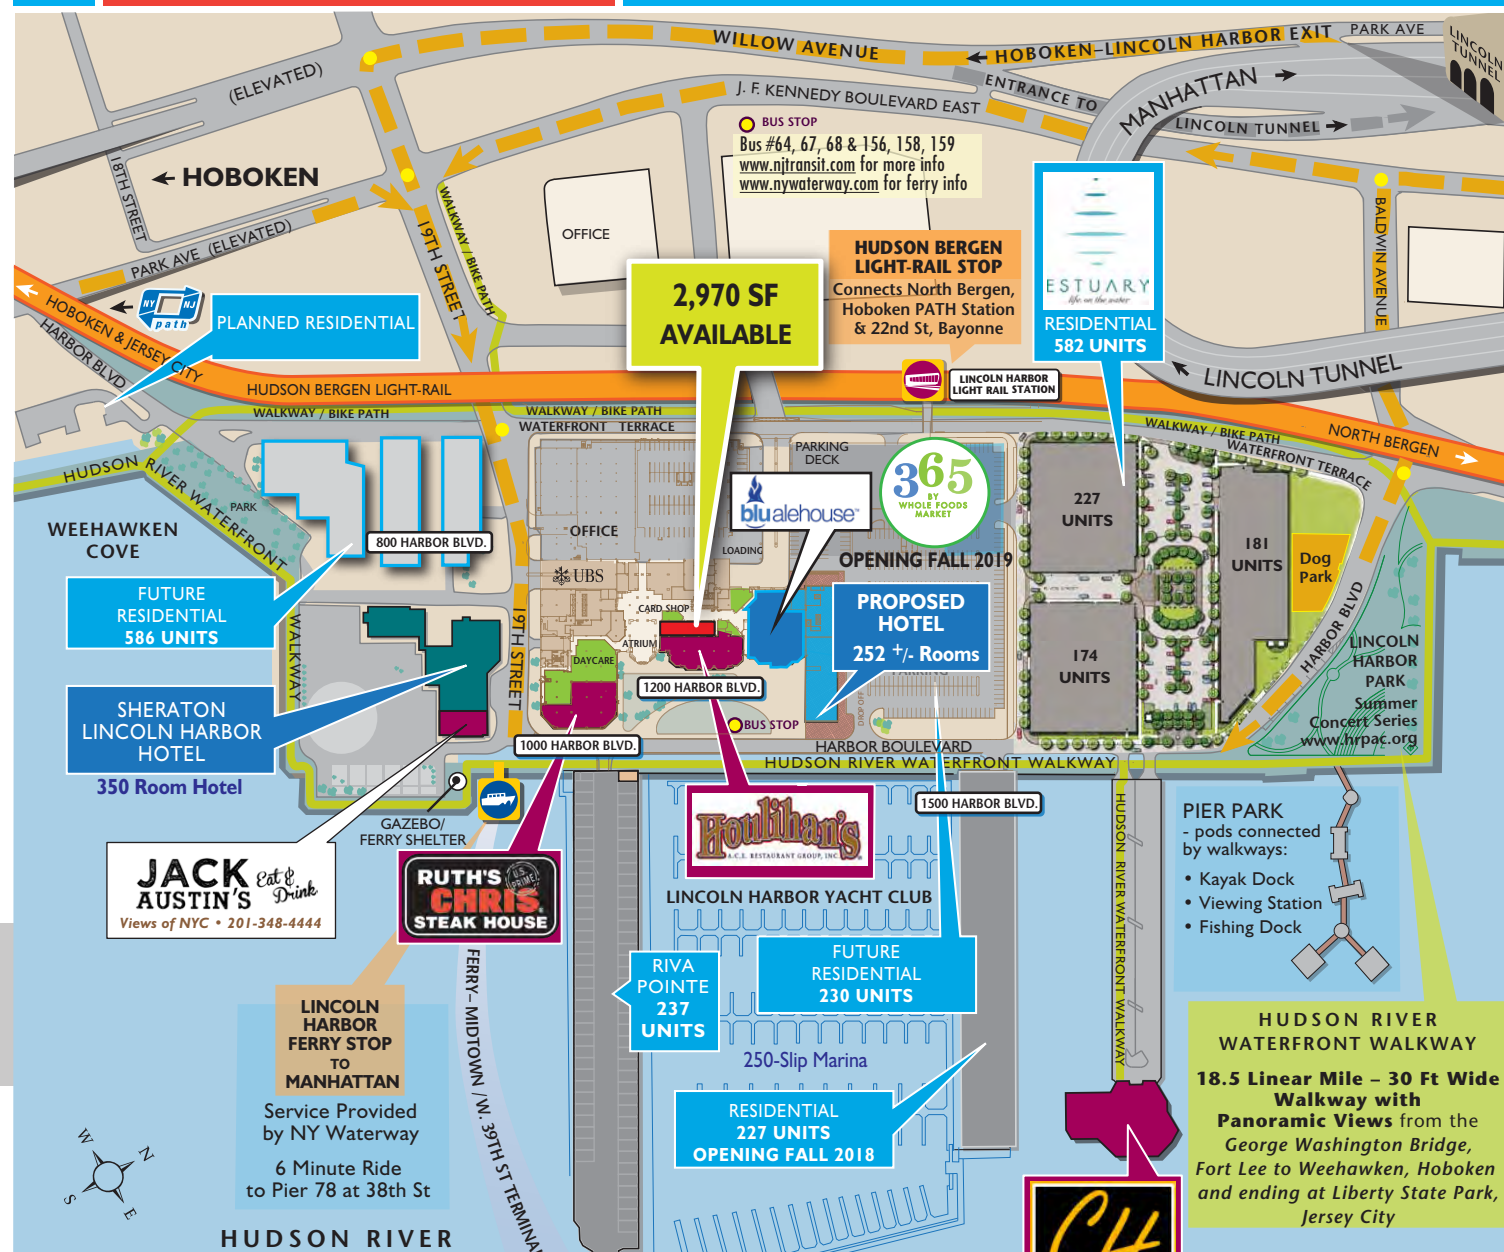 WILLOW AVENUE
HOBOKEN–LINCOLN HARBOR EXIT
PARK AVE
LINCOLN
TUNNEL
(ELEVATED)
ENTRANCE TO
MANHATTAN
J. F. KENNEDY BOULEVARD EAST
LINCOLN TUNNEL
BUS STOP
Bus #64, 67, 68 & 156, 158, 159
www.njtransit.com for more info
www.nywaterway.com for ferry info
18TH STREET
HOBOKEN
PARK AVE (ELEVATED)
19TH STREET
WALKWAY / BIKE PATH
OFFICE
HUDSON BERGEN
LIGHT-RAIL STOP
Connects North Bergen,
Hoboken PATH Station
& 22nd St, Bayonne
ESTUARY
life on the water
RESIDENTIAL
582 UNITS
BALDWIN AVENUE
2,970 SF
AVAILABLE
NY NJ
path
PLANNED RESIDENTIAL
HOBOKEN & JERSEY CITY
HARBOR BLVD
HUDSON BERGEN LIGHT-RAIL
LINCOLN HARBOR
LIGHT RAIL STATION
LINCOLN TUNNEL
WALKWAY / BIKE PATH
WALKWAY / BIKE PATH
WATERFRONT TERRACE
WALKWAY / BIKE PATH
WATERFRONT TERRACE
NORTH BERGEN
HUDSON RIVER WATERFRONT
WALKWAY
PARK
WEEHAWKEN
COVE
800 HARBOR BLVD.
FUTURE
RESIDENTIAL
586 UNITS
OFFICE
UBS
PARKING
DECK
blualehouse
LOADING
365
BY
WHOLE FOODS
MARKET
OPENING FALL 2019
227
UNITS
181
UNITS
Dog
Park
174
UNITS
HARBOR BLVD
LINCOLN
HARBOR
PARK
Summer
Concert Series
www.hrpac.org
CARD SHOP
ATRIUM
DAYCARE
PROPOSED
HOTEL
252 +/- Rooms
PARKING
DROP OFF
1200 HARBOR BLVD.
BUS STOP
1000 HARBOR BLVD.
19TH STREET
SHERATON
LINCOLN HARBOR
HOTEL
350 Room Hotel
HARBOR BOULEVARD
HUDSON RIVER WATERFRONT WALKWAY
1500 HARBOR BLVD.
GAZEBO/
FERRY SHELTER
JACK
AUSTIN'S
Eat &
Drink
Views of NYC • 201-348-4444
RUTH'S
U.S.
PRIME
CHRIS
STEAK HOUSE
Houlihan's
A.C.E. RESTAURANT GROUP, INC.
LINCOLN HARBOR YACHT CLUB
HUDSON RIVER WATERFRONT WALKWAY
PIER PARK
- pods connected
by walkways:
• Kayak Dock
• Viewing Station
• Fishing Dock
RIVA
POINTE
237
UNITS
FUTURE
RESIDENTIAL
230 UNITS
250-Slip Marina
RESIDENTIAL
227 UNITS
OPENING FALL 2018
LINCOLN
HARBOR
FERRY STOP
TO
MANHATTAN
Service Provided
by NY Waterway
6 Minute Ride
to Pier 78 at 38th St
FERRY– MIDTOWN /W. 39TH ST TERMINAL
HUDSON RIVER
WATERFRONT WALKWAY
18.5 Linear Mile – 30 Ft Wide
Walkway with
Panoramic Views from the
George Washington Bridge,
Fort Lee to Weehawken, Hoboken
and ending at Liberty State Park,
Jersey City
W
N
S
E
HUDSON RIVER
CH